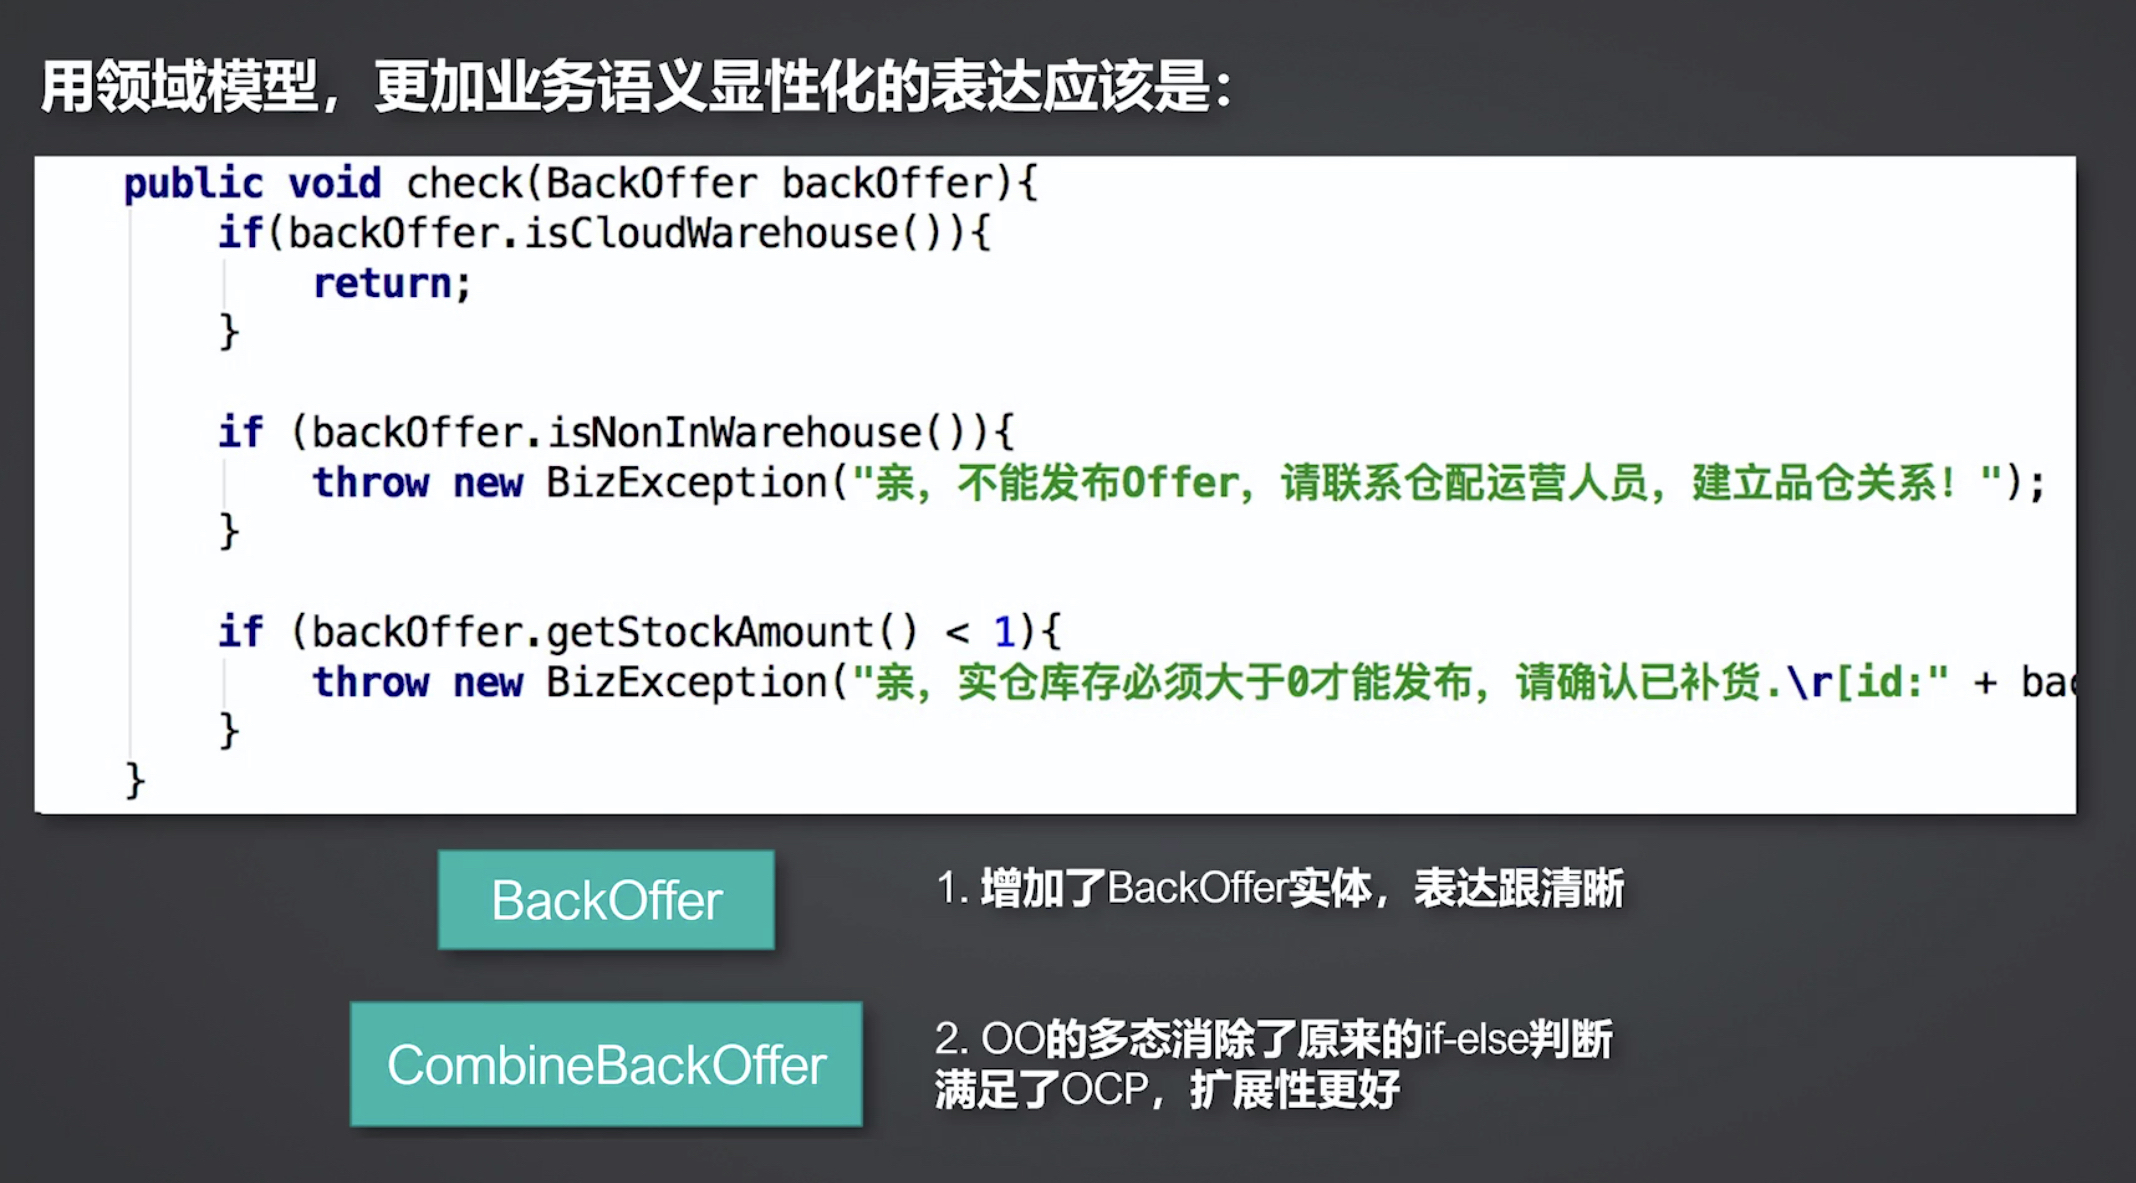 用领域模型，更加业务语义显性化的表达应该是：
public void check(BackOffer backOffer){
if(backOffer.isCloudWarehouse()){
return;
}
if (backOffer.isNonInWarehouse()){
throw new BizException("亲，不能发布Offer，请联系仓配运营人员，建立品仓关系！");
}
if (backOffer.getStockAmount() < 1){
throw new BizException("亲，实仓库存必须大于0才能发布，请确认已补货.\r[id:" +
}
}
BackOffer
1. 增加了BackOffer实体，表达跟清晰
CombineBackOffer
2. OO的多态消除了原来的if-else判断
满足了OCP，扩展性更好